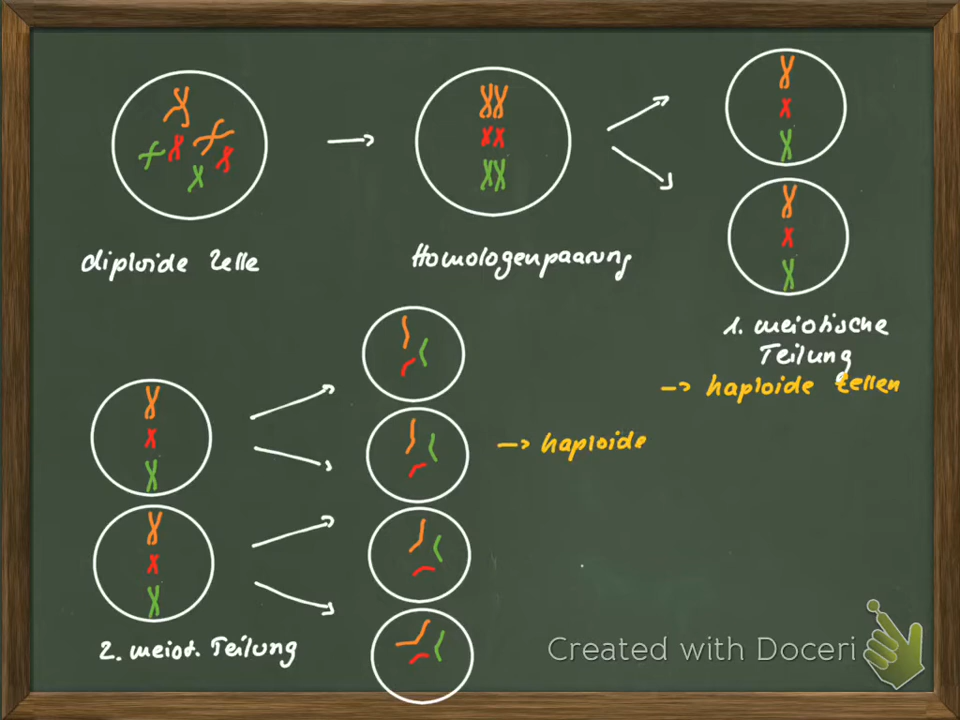 diploide Zelle
Homologenpaarung
1. meiotische
Teilung
-> haploide Zellen
-> haploide
2. meiot. Teilung
Created with Doceri